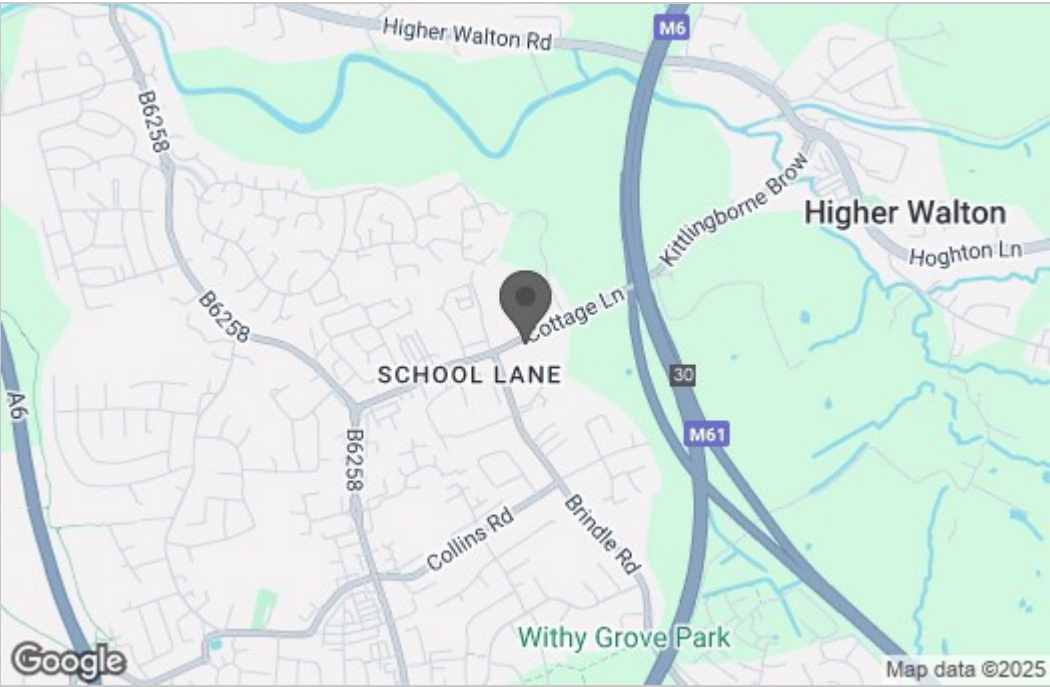 Higher Walton Rd
M6
B6258
Kittlingborne Brow
Higher Walton
Hoghton Ln
B6258
Cottage Ln
SCHOOL LANE
30
A6
M61
B6258
Collins Rd
Brindle Rd
Withy Grove Park
Google
Map data ©2025